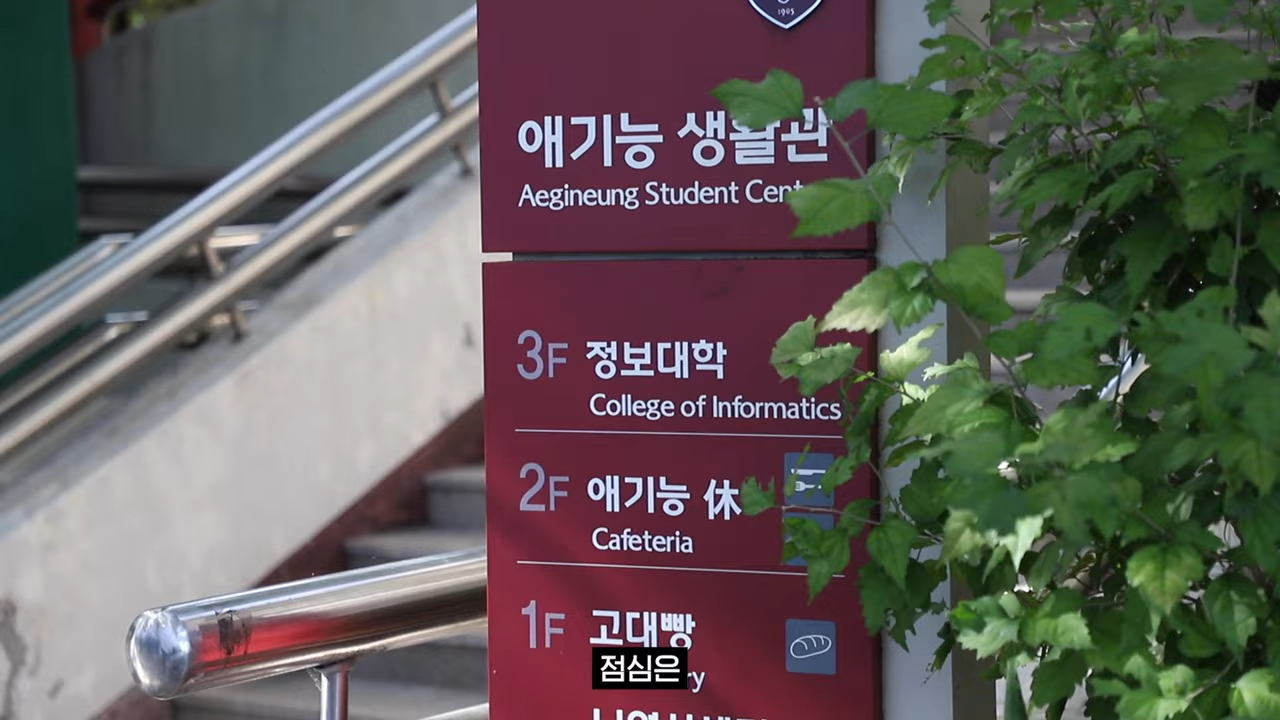 1905
애기능 생활관
Aegineung Student Cent
3F 정보대학
College of Informatics
2F 애기능 休
Cafeteria
1F 고대빵
점심은